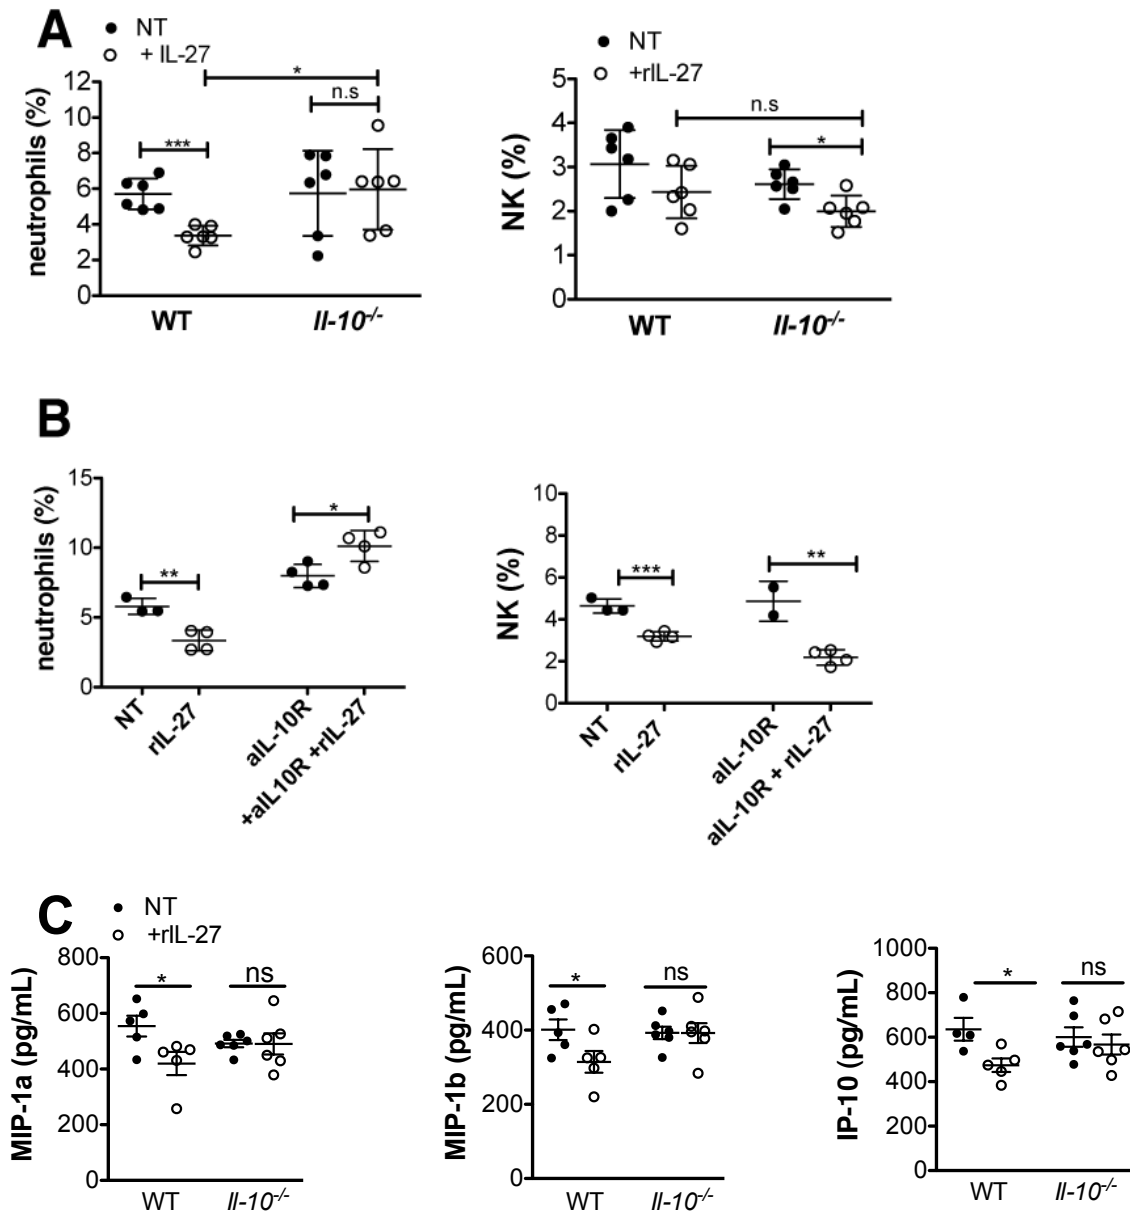 A
NT
+ IL-27
neutrophils (%)
12
10
8
6
4
2
0
***
*
n.s
WT
Il-10-/-
NT
+rIL-27
NK (%)
5
4
3
2
1
0
n.s
*
WT
Il-10-/-
B
neutrophils (%)
15
10
5
0
**
*
NT
rIL-27
aIL-10R
+aIL10R +rIL-27
NK (%)
10
8
6
4
2
0
***
**
NT
rIL-27
aIL-10R
aIL-10R + rIL-27
C
NT
+rIL-27
MIP-1a (pg/mL)
800
600
400
200
0
*
ns
WT
Il-10-/-
MIP-1b (pg/mL)
600
400
200
0
*
ns
WT
Il-10-/-
IP-10 (pg/mL)
1000
800
600
400
200
0
*
ns
WT
Il-10-/-